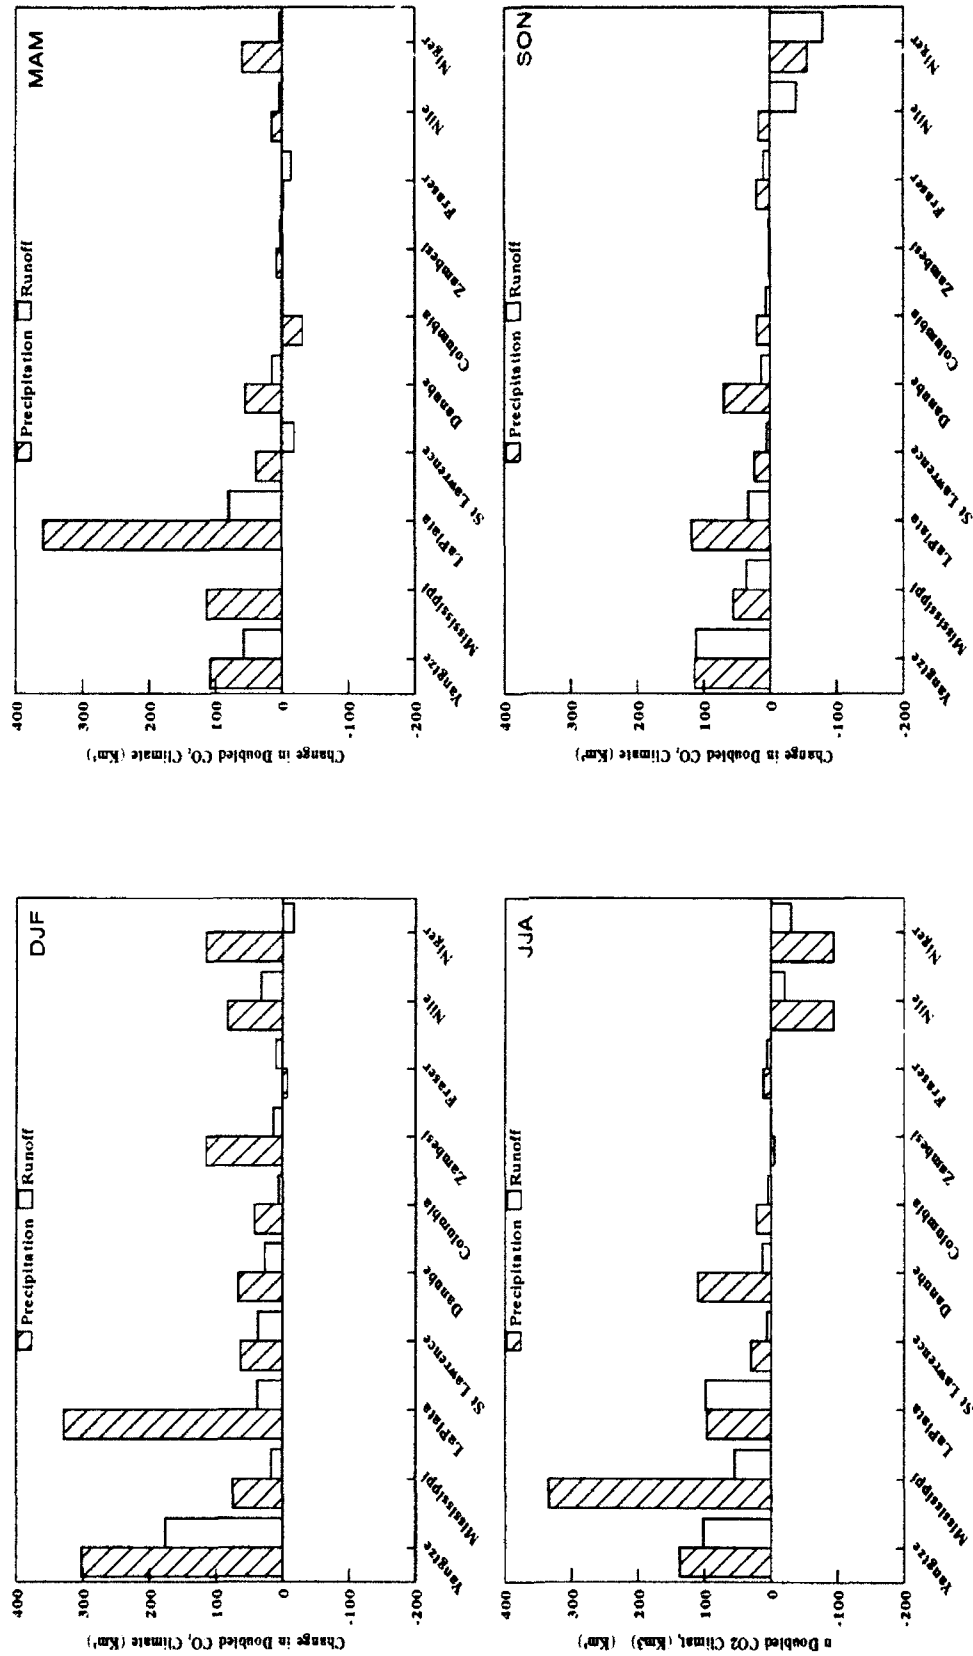 DJF
Precipitation Runoff
Change in Doubled CO₂ Climate (Km³)
400
300
200
100
0
-100
-200
Yangtze
Mississippi
LaPlata
St Lawrence
Danube
Columbia
Zambesi
Fraser
Nile
Niger
MAM
Precipitation Runoff
Change in Doubled CO₂ Climate (Km³)
400
300
200
100
0
-100
-200
Yangtze
Mississippi
LaPlata
St Lawrence
Danube
Columbia
Zambesi
Fraser
Nile
Niger
JJA
Precipitation Runoff
n Doubled CO2 Climat, (Km3) (Km³)
400
300
200
100
0
-100
-200
Yangtze
Mississippi
LaPlata
St Lawrence
Danube
Columbia
Zambesi
Fraser
Nile
Niger
SON
Precipitation Runoff
Change in Doubled CO₂ Climate (Km³)
400
300
200
100
0
-100
-200
Yangtze
Mississippi
LaPlata
St Lawrence
Danube
Columbia
Zambesi
Fraser
Nile
Niger